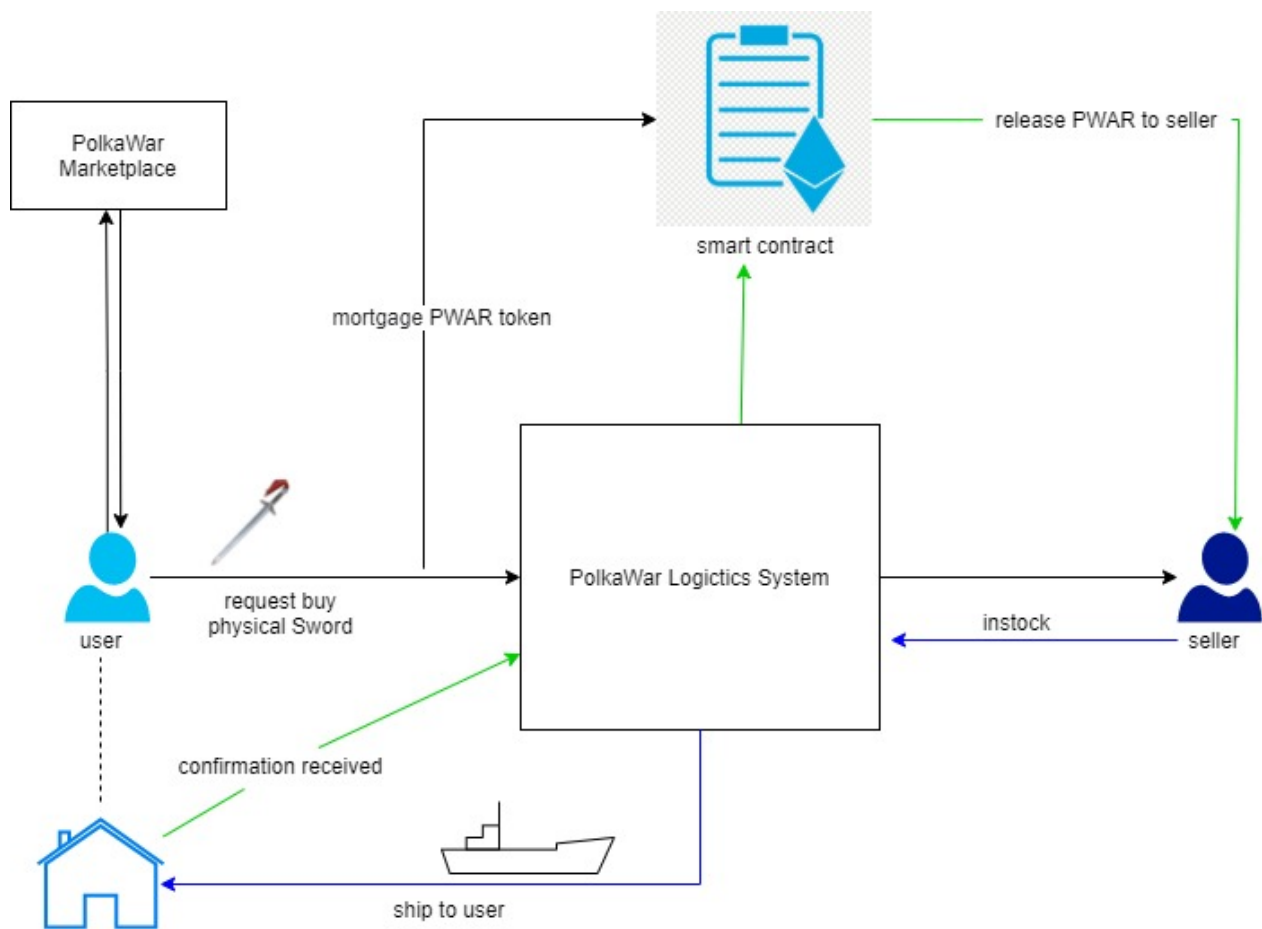 PolkaWar
Marketplace
release PWAR to seller
smart contract
mortgage PWAR token
PolkaWar Logictics System
request buy
physical Sword
user
instock
seller
confirmation received
ship to user